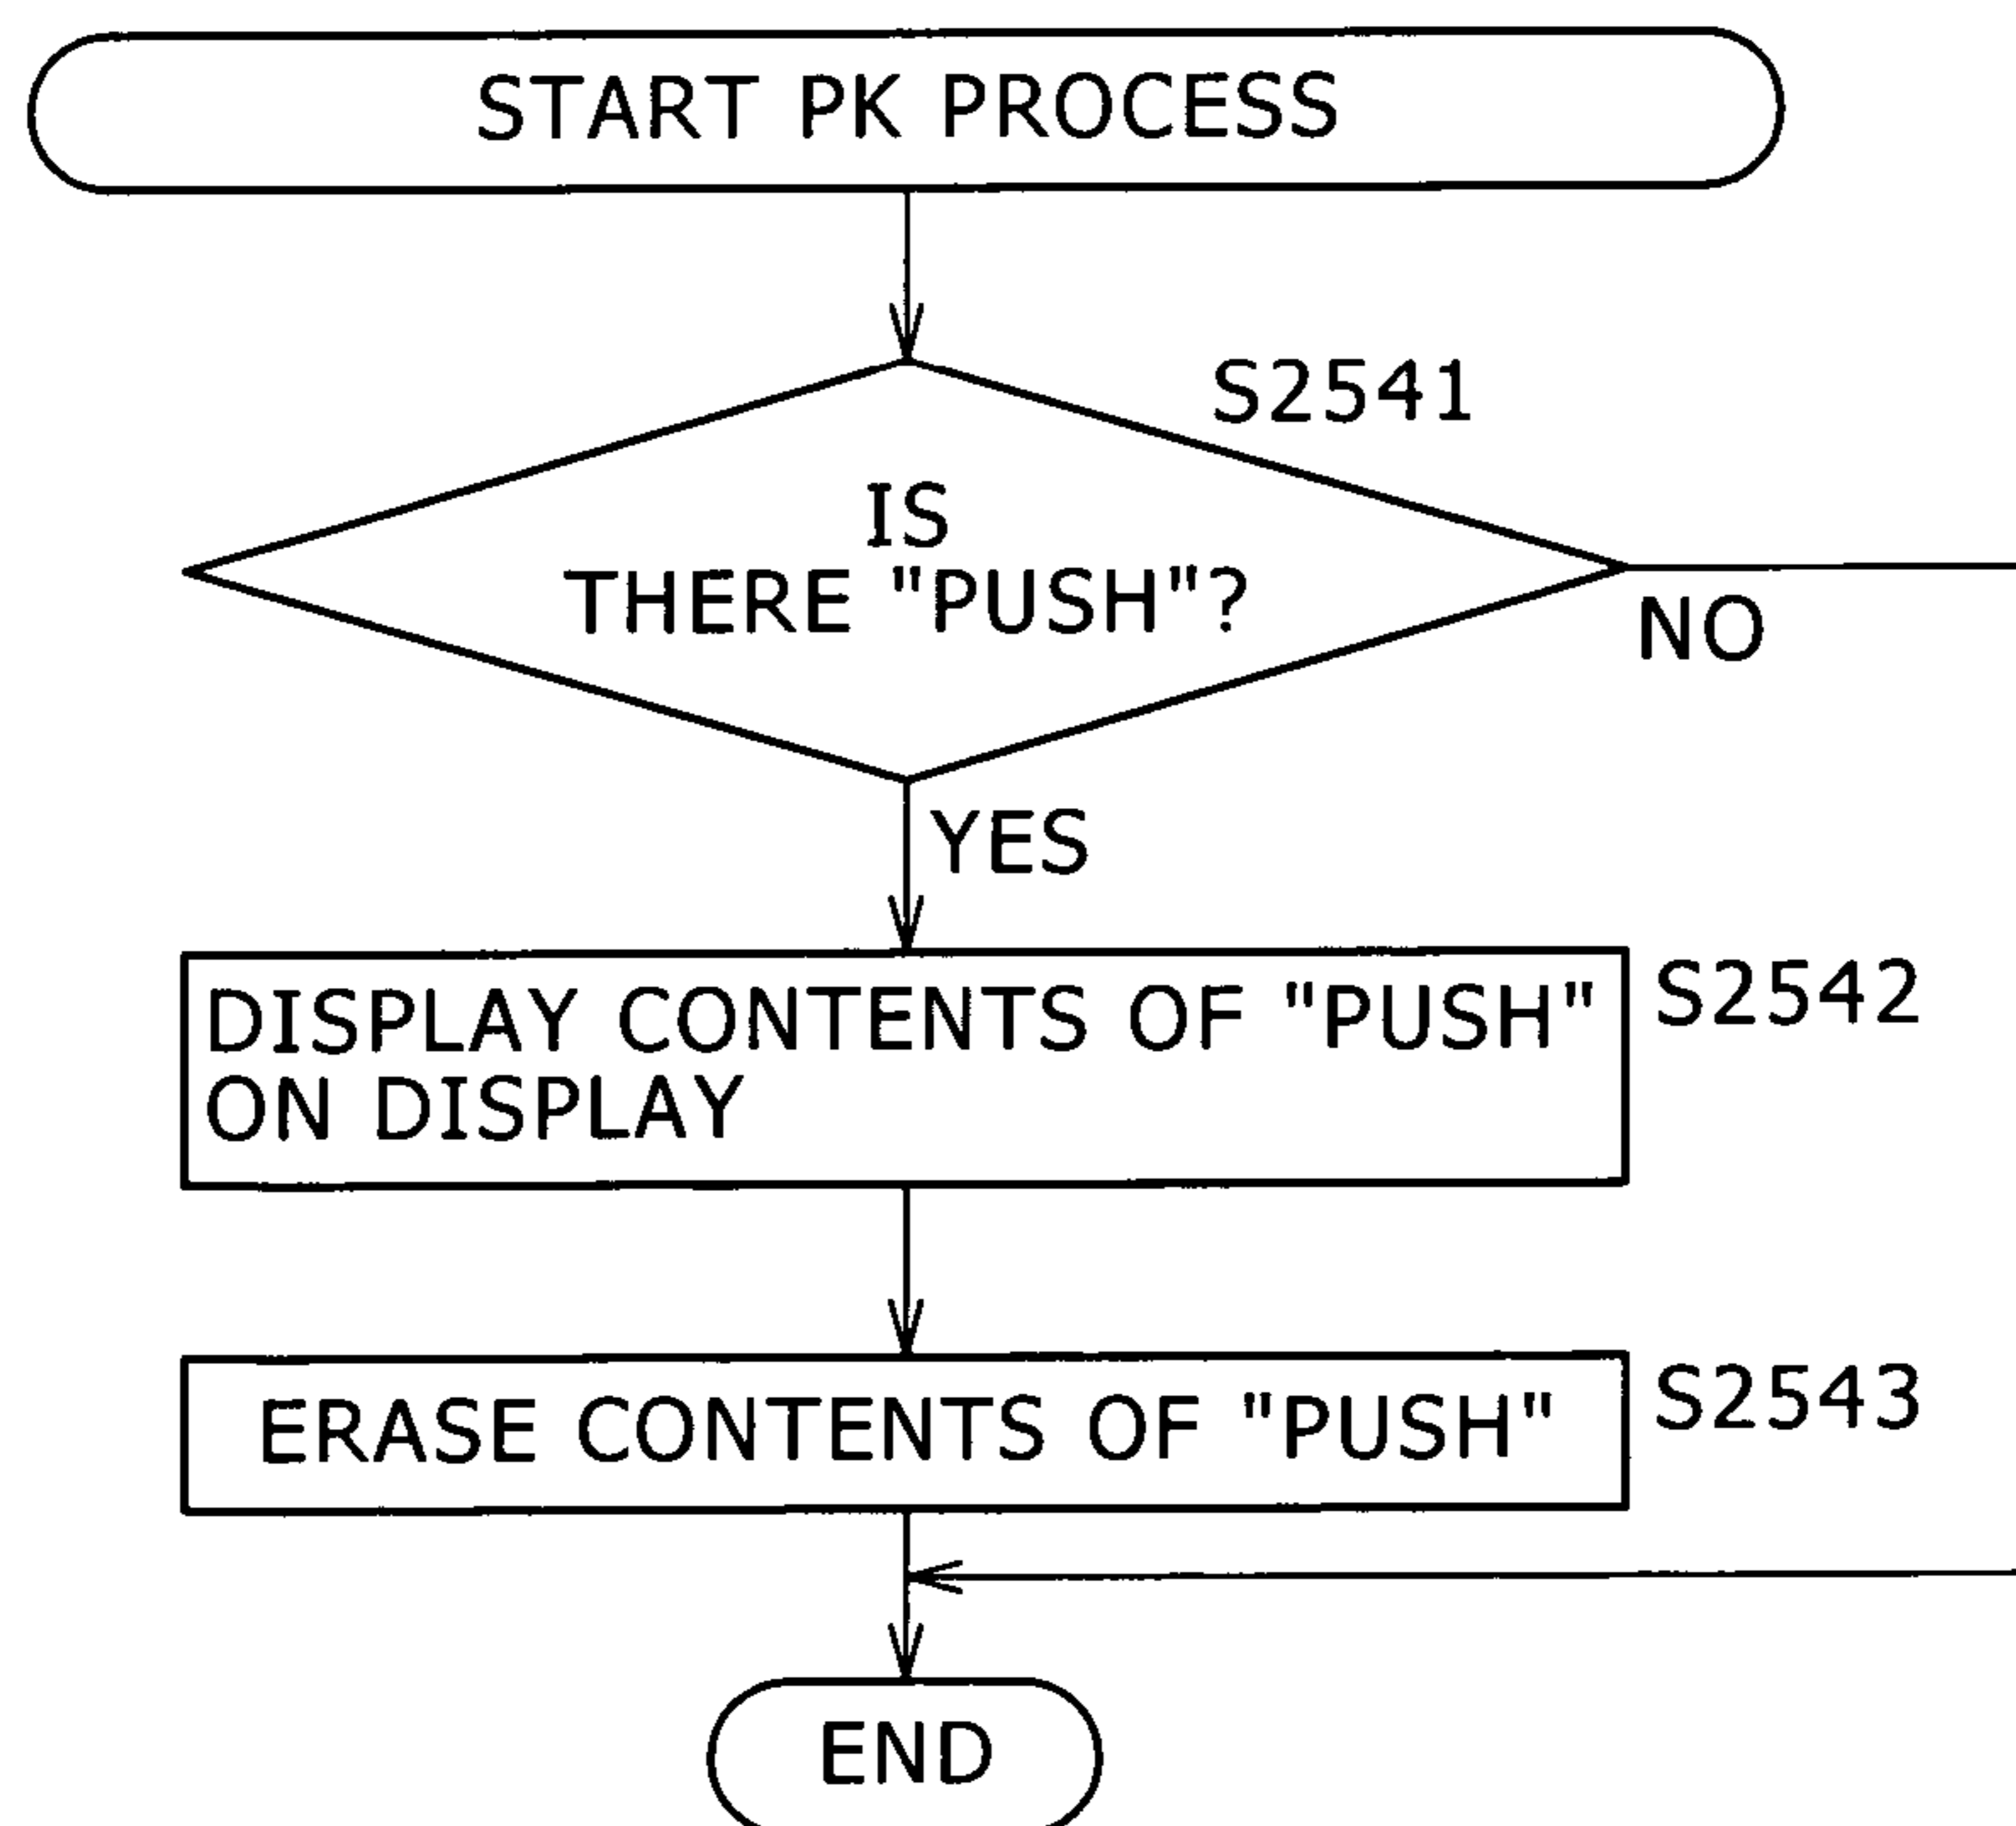 START PK PROCESS
S2541
IS
THERE "PUSH"?
NO
YES
DISPLAY CONTENTS OF "PUSH"
ON DISPLAY
S2542
ERASE CONTENTS OF "PUSH"
S2543
END